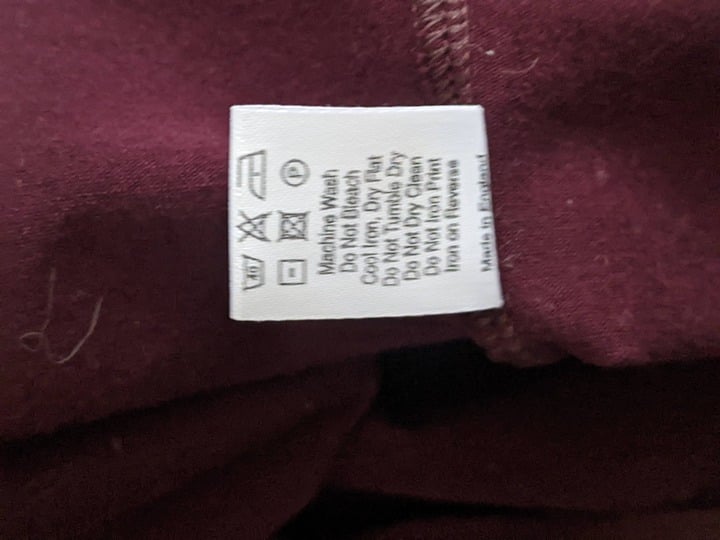 40
P
Machine Wash
Do Not Bleach
Cool Iron, Dry Flat
Do Not Tumble Dry
Do Not Dry Clean
Do Not Iron Print
Iron on Reverse
Made in England